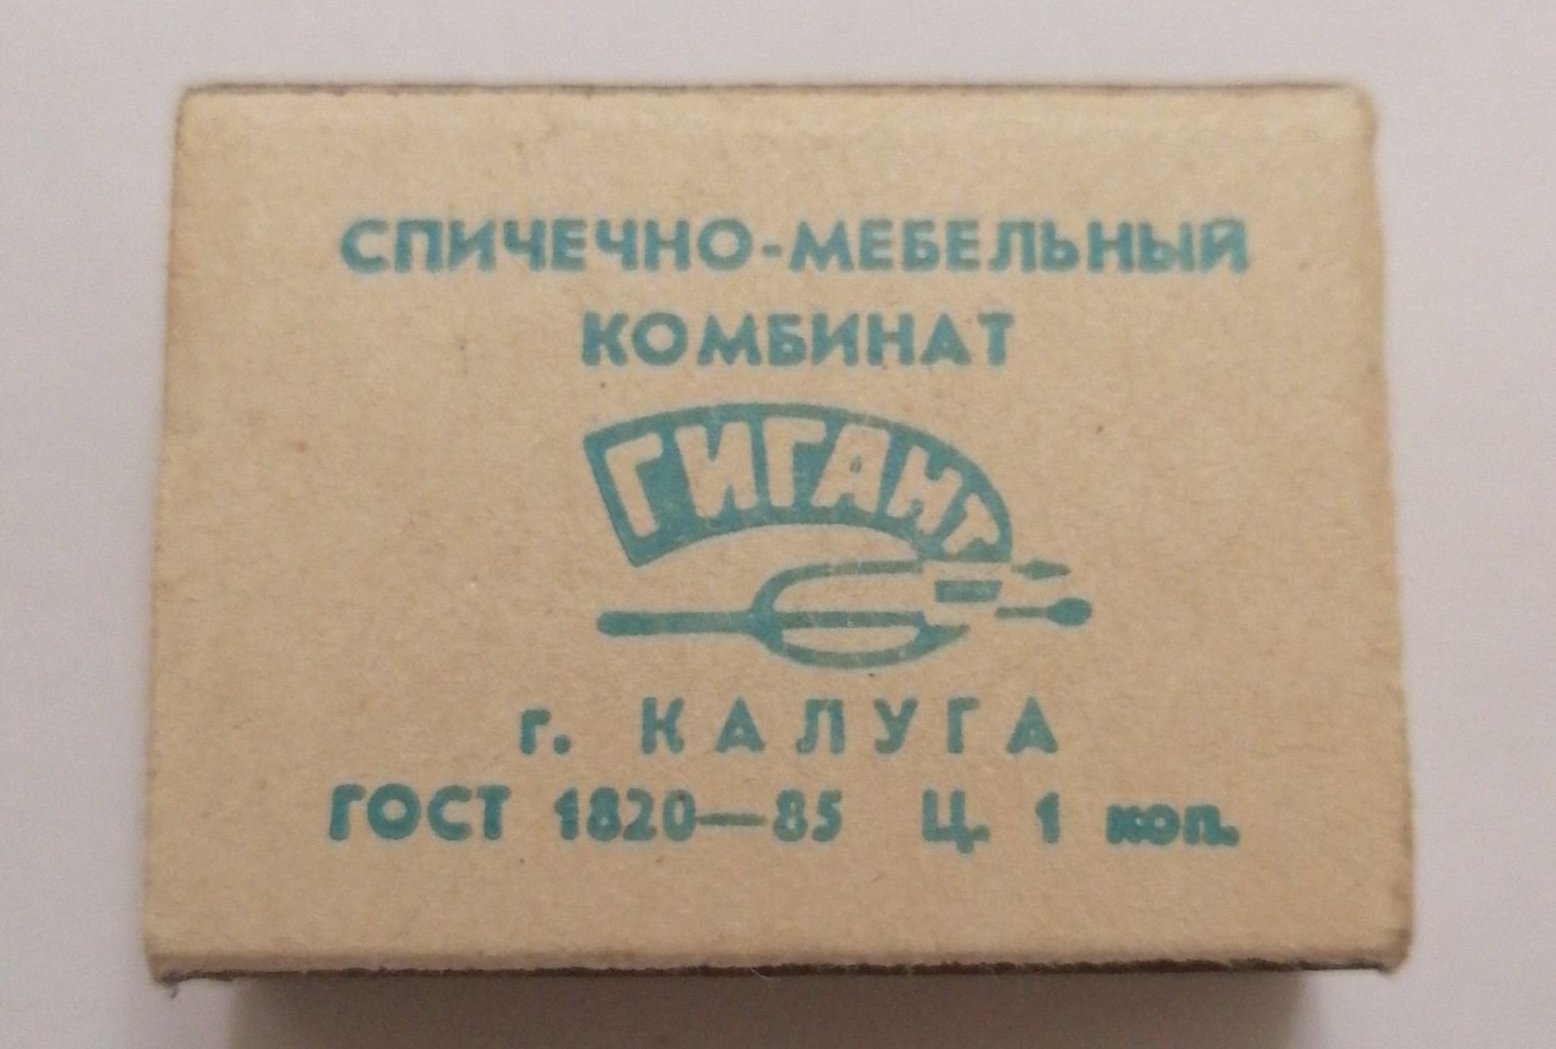 СПИЧЕЧНО-МЕБЕЛЬНЫЙ
КОМБИНАТ
ГИГАНТ
г. КАЛУГА
ГОСТ 1820—85 Ц. 1 коп.